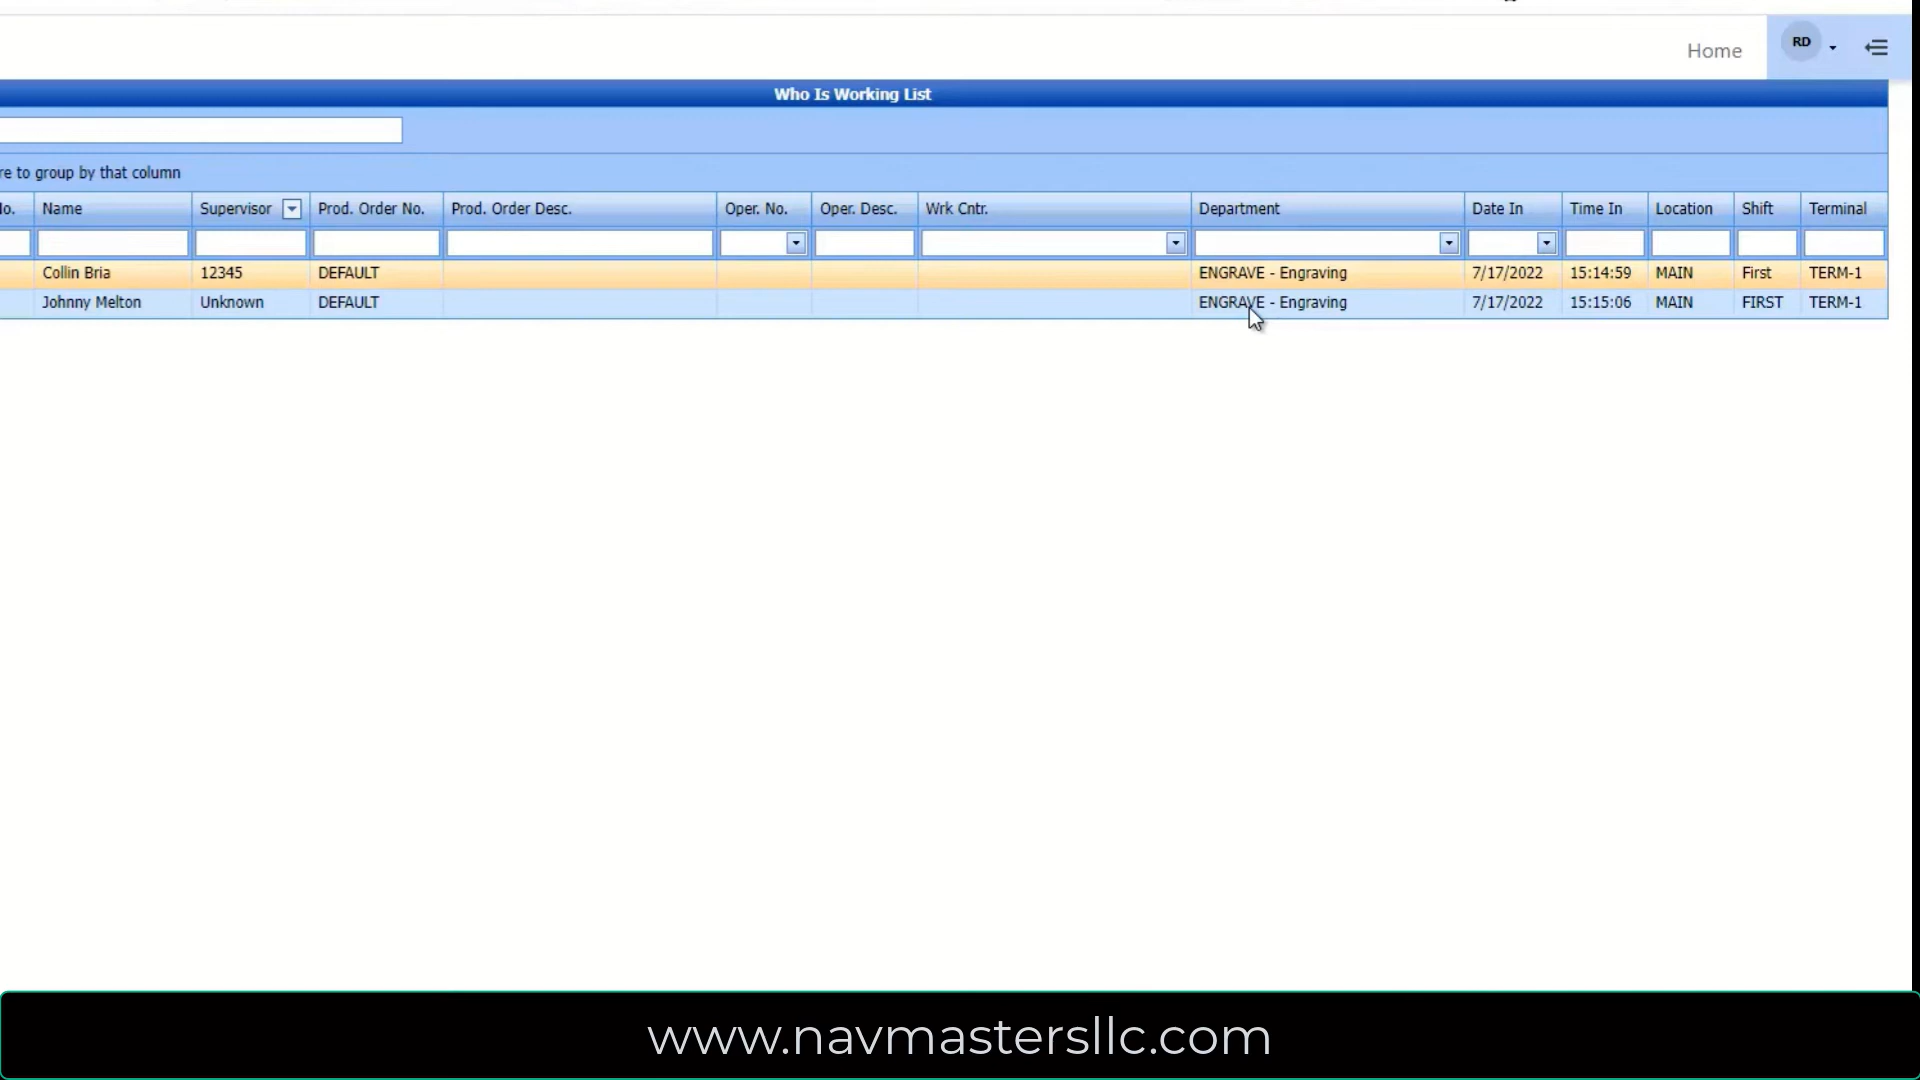 Home RD
Who Is Working List
re to group by that column
No. Name Supervisor Prod. Order No. Prod. Order Desc. Oper. No. Oper. Desc. Wrk Cntr. Department Date In Time In Location Shift Terminal
Collin Bria 12345 DEFAULT ENGRAVE - Engraving 7/17/2022 15:14:59 MAIN First TERM-1
Johnny Melton Unknown DEFAULT ENGRAVE - Engraving 7/17/2022 15:15:06 MAIN FIRST TERM-1
www.navmastersllc.com